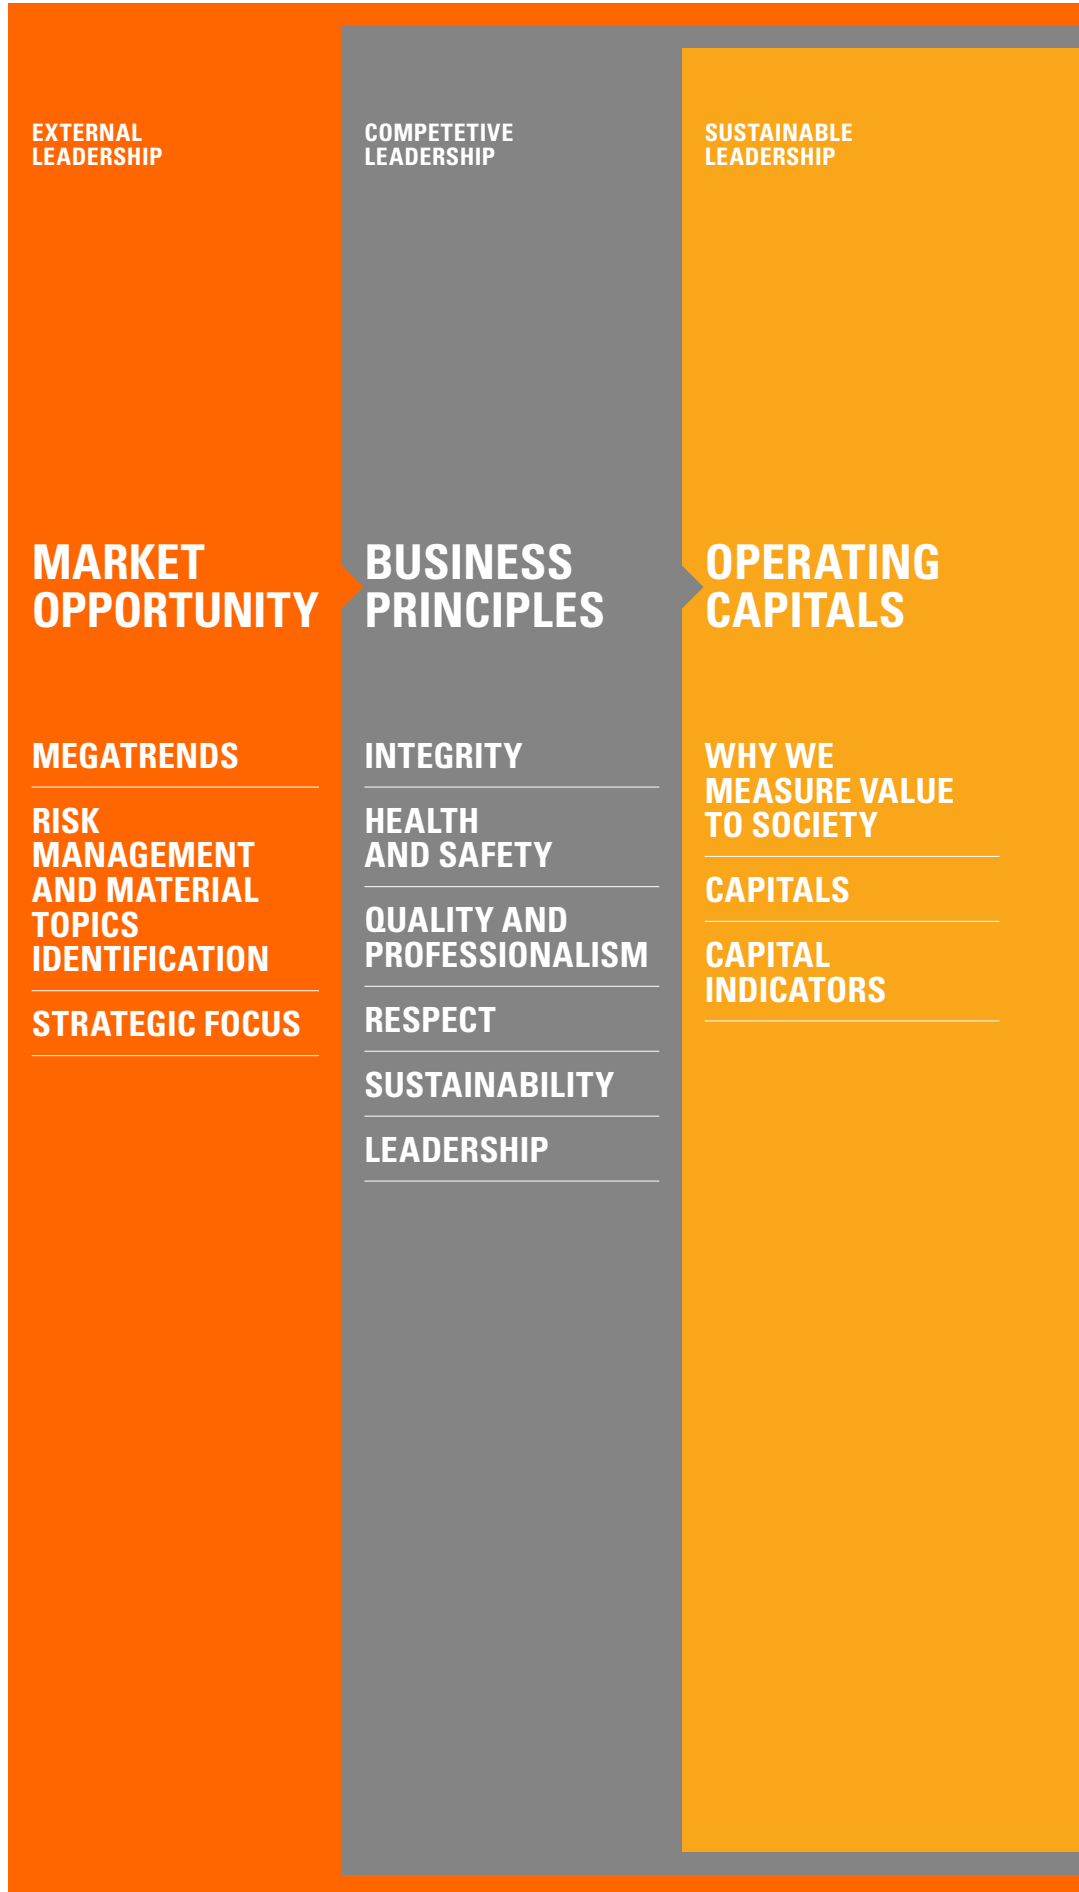 EXTERNAL
LEADERSHIP
MARKET
OPPORTUNITY
MEGATRENDS
RISK
MANAGEMENT
AND MATERIAL
TOPICS
IDENTIFICATION
STRATEGIC FOCUS
COMPETETIVE
LEADERSHIP
BUSINESS
PRINCIPLES
INTEGRITY
HEALTH
AND SAFETY
QUALITY AND
PROFESSIONALISM
RESPECT
SUSTAINABILITY
LEADERSHIP
SUSTAINABLE
LEADERSHIP
OPERATING
CAPITALS
WHY WE
MEASURE VALUE
TO SOCIETY
CAPITALS
CAPITAL
INDICATORS